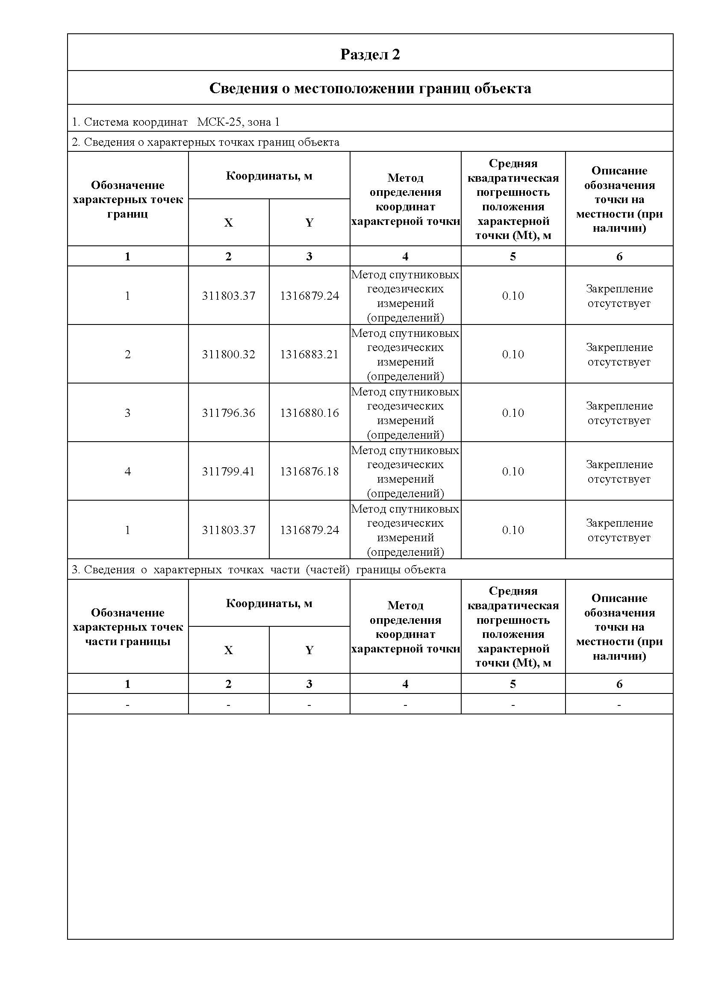 Раздел 2
Сведения о местоположении границ объекта
1. Система координат МСК-25, зона 1
2. Сведения о характерных точках границ объекта
Обозначение
характерных точек
границ
Координаты, м
X
Y
Метод
определения
координат
характерной точки
Средняя
квадратическая
погрешность
положения
характерной
точки (Mt), м
Описание
обозначения
точки на
местности (при
наличии)
1 2 3 4 5 6
1
311803.37
1316879.24
Метод спутниковых
геодезических
измерений
(определений)
0.10
Закрепление
отсутствует
2
311800.32
1316883.21
Метод спутниковых
геодезических
измерений
(определений)
0.10
Закрепление
отсутствует
3
311796.36
1316880.16
Метод спутниковых
геодезических
измерений
(определений)
0.10
Закрепление
отсутствует
4
311799.41
1316876.18
Метод спутниковых
геодезических
измерений
(определений)
0.10
Закрепление
отсутствует
1
311803.37
1316879.24
Метод спутниковых
геодезических
измерений
(определений)
0.10
Закрепление
отсутствует
3. Сведения о характерных точках части (частей) границы объекта
Обозначение
характерных точек
части границы
Координаты, м
X
Y
Метод
определения
координат
характерной точки
Средняя
квадратическая
погрешность
положения
характерной
точки (Mt), м
Описание
обозначения
точки на
местности (при
наличии)
1 2 3 4 5 6
- - - - - -